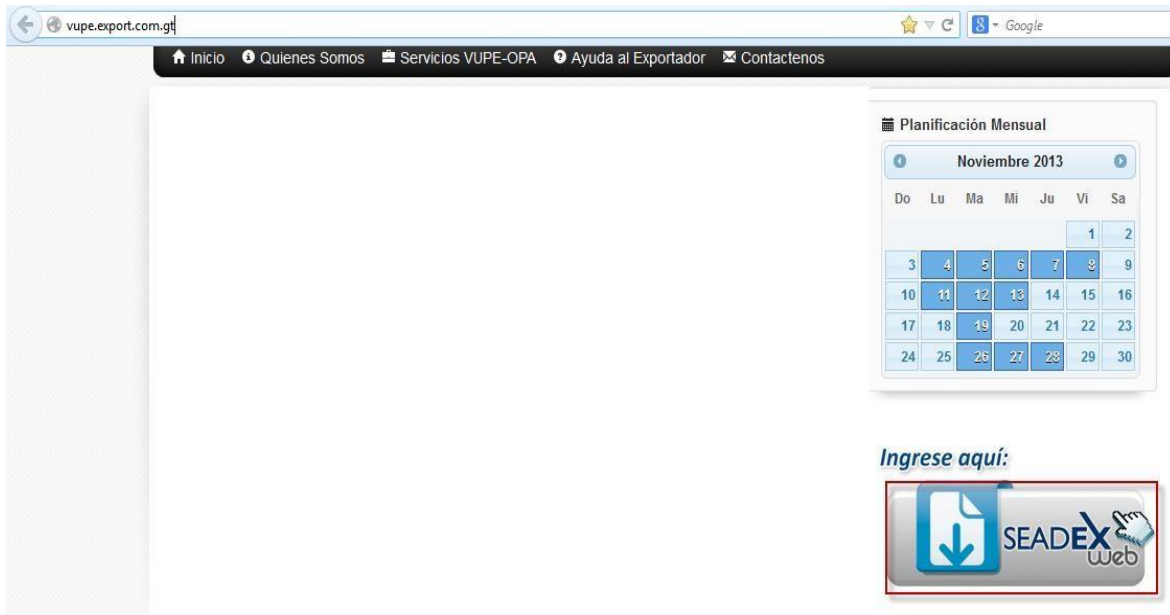 vupe.export.com.gt
Google
Inicio Quienes Somos Servicios VUPE-OPA Ayuda al Exportador Contactenos
Planificación Mensual
Noviembre 2013
Do Lu Ma Mi Ju Vi Sa
1 2
3 4 5 6 7 8 9
10 11 12 13 14 15 16
17 18 19 20 21 22 23
24 25 26 27 28 29 30
Ingrese aquí:
SEADEX
web